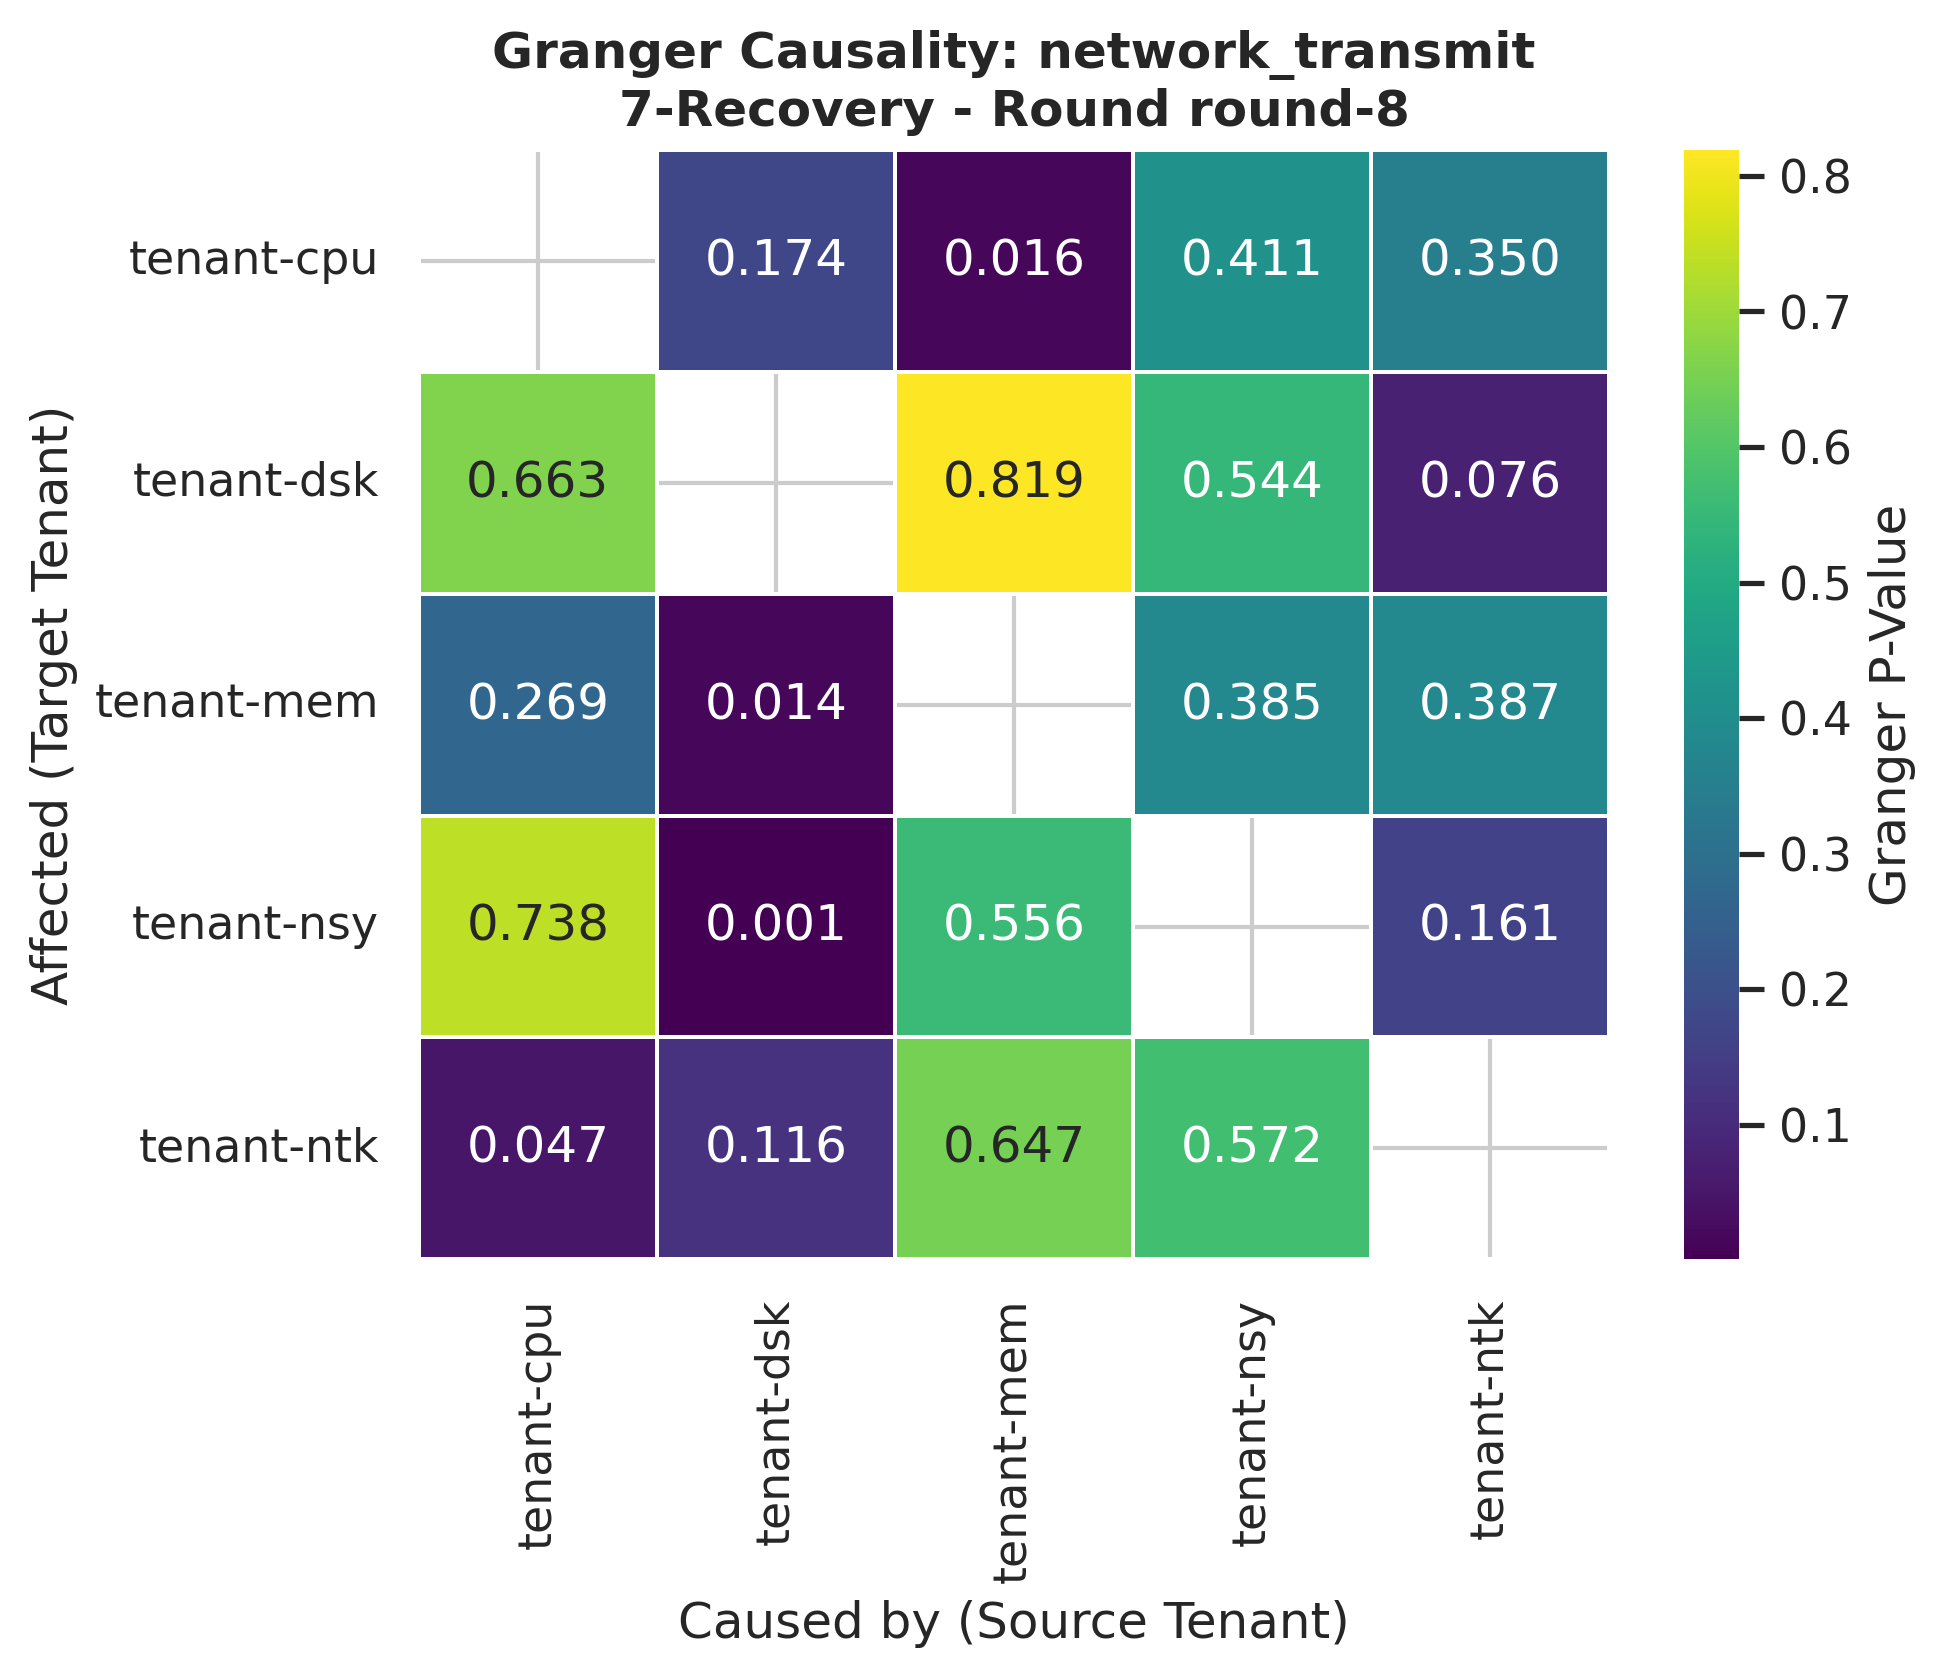 Granger Causality: network_transmit
7-Recovery - Round round-8
Affected (Target Tenant)
tenant-cpu
0.174
0.016
0.411
0.350
tenant-dsk
0.663
0.819
0.544
0.076
tenant-mem
0.269
0.014
0.385
0.387
tenant-nsy
0.738
0.001
0.556
0.161
tenant-ntk
0.047
0.116
0.647
0.572
tenant-cpu
tenant-dsk
tenant-mem
tenant-nsy
tenant-ntk
Caused by (Source Tenant)
0.8
0.7
0.6
0.5
0.4
0.3
0.2
0.1
Granger P-Value